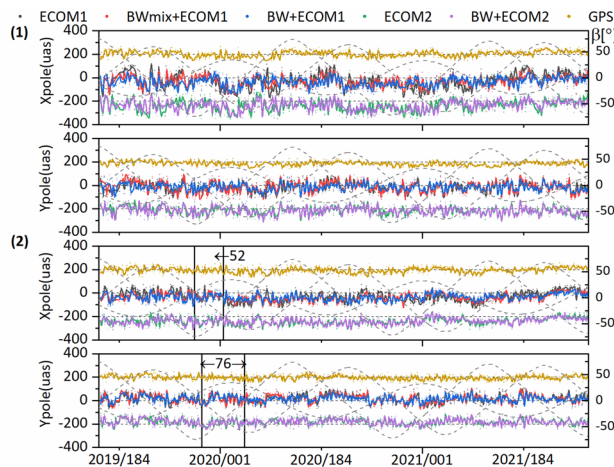 ECOM1 BWmix+ECOM1 BW+ECOM1 ECOM2 BW+ECOM2 GPS
(1) 400 β[°
200 50
Xpole(uas) 0 0
-200 -50
400
200 50
Ypole(uas) 0 0
-200 -50
(2) 400
←52
200 50
Xpole(uas) 0 0
-200 -50
400
←76→
200 50
Ypole(uas) 0 0
-200 -50
-400
2019/184 2020/001 2020/184 2021/001 2021/184